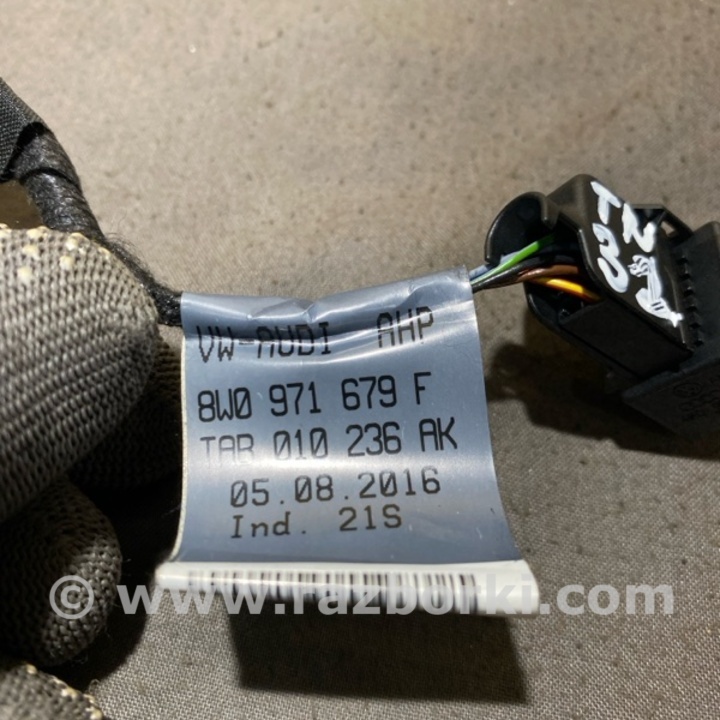 VW-AUDI AHP
8W0 971 679 F
TAB 010 236 AK
05.08.2016
Ind. 21S
© www.razborki.com